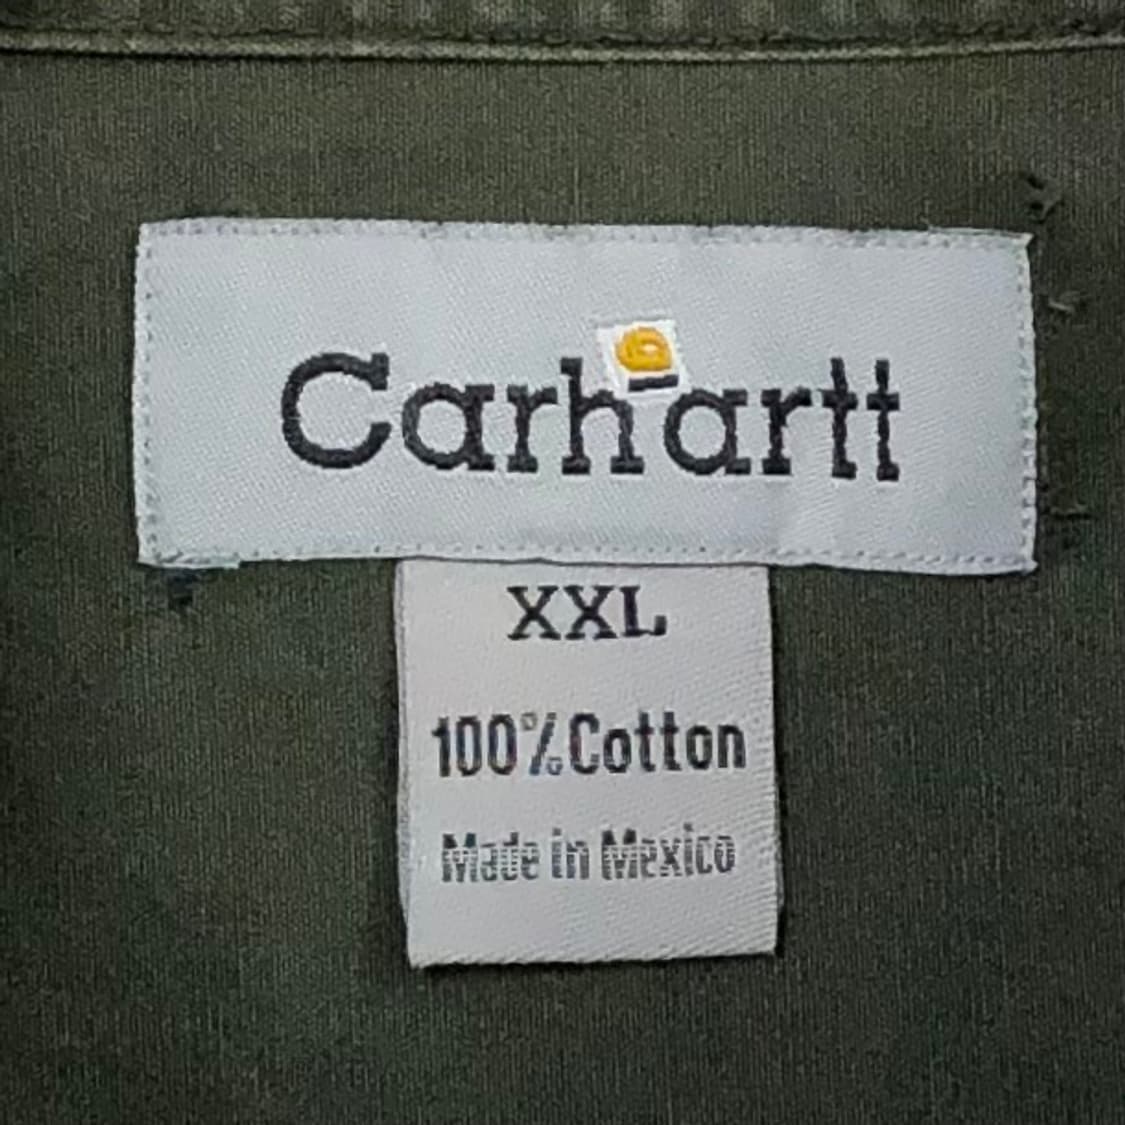 Carhartt
XXL
100% Cotton
Made in Mexico